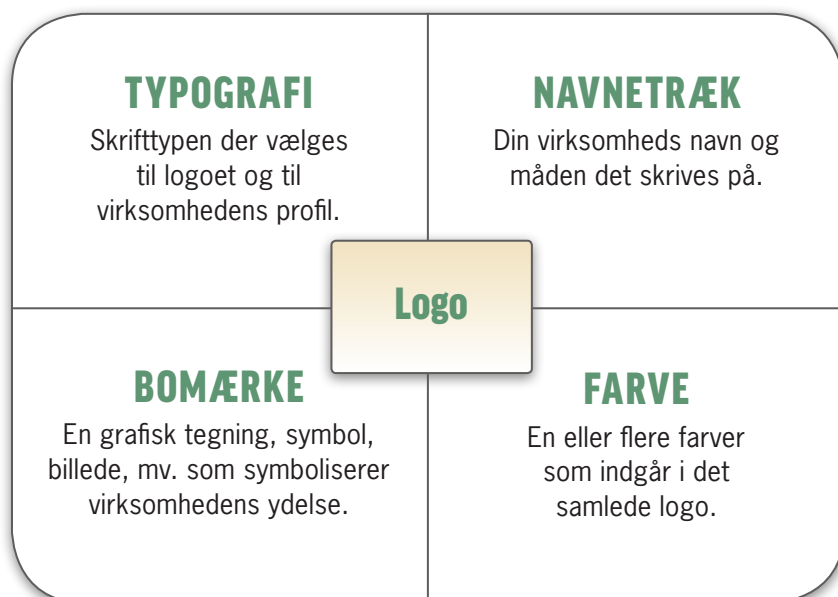 TYPOGRAFI
Skrifttypen der vælges
til logoet og til
virksomhedens profil.
NAVNETRÆK
Din virksomheds navn og
måden det skrives på.
Logo
BOMÆRKE
En grafisk tegning, symbol,
billede, mv. som symboliserer
virksomhedens ydelse.
FARVE
En eller flere farver
som indgår i det
samlede logo.